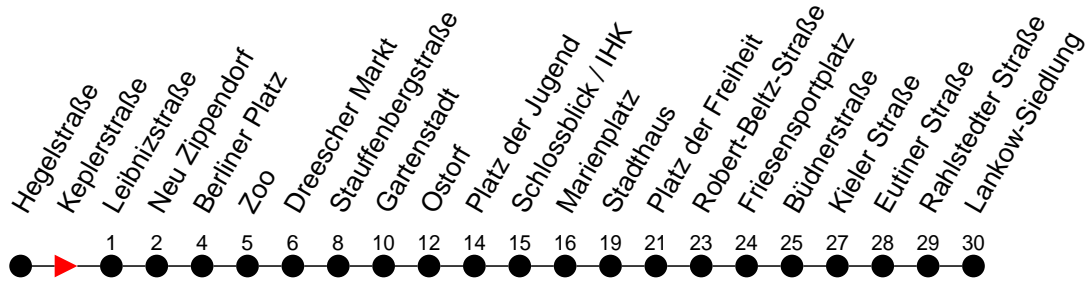 Hegelstraße
Keplerstraße
Leibnizstraße
Neu Zippendorf
Berliner Platz
Zoo
Dreescher Markt
Stauffenbergstraße
Gartenstadt
Ostorf
Platz der Jugend
Schlossblick / IHK
Marienplatz
Stadthaus
Platz der Freiheit
Robert-Beltz-Straße
Friesensportplatz
Büdnerstraße
Kieler Straße
Eutiner Straße
Rahlstedter Straße
Lankow-Siedlung
1 2 4 5 6 8 10 12 14 15 16 19 21 23 24 25 27 28 29 30